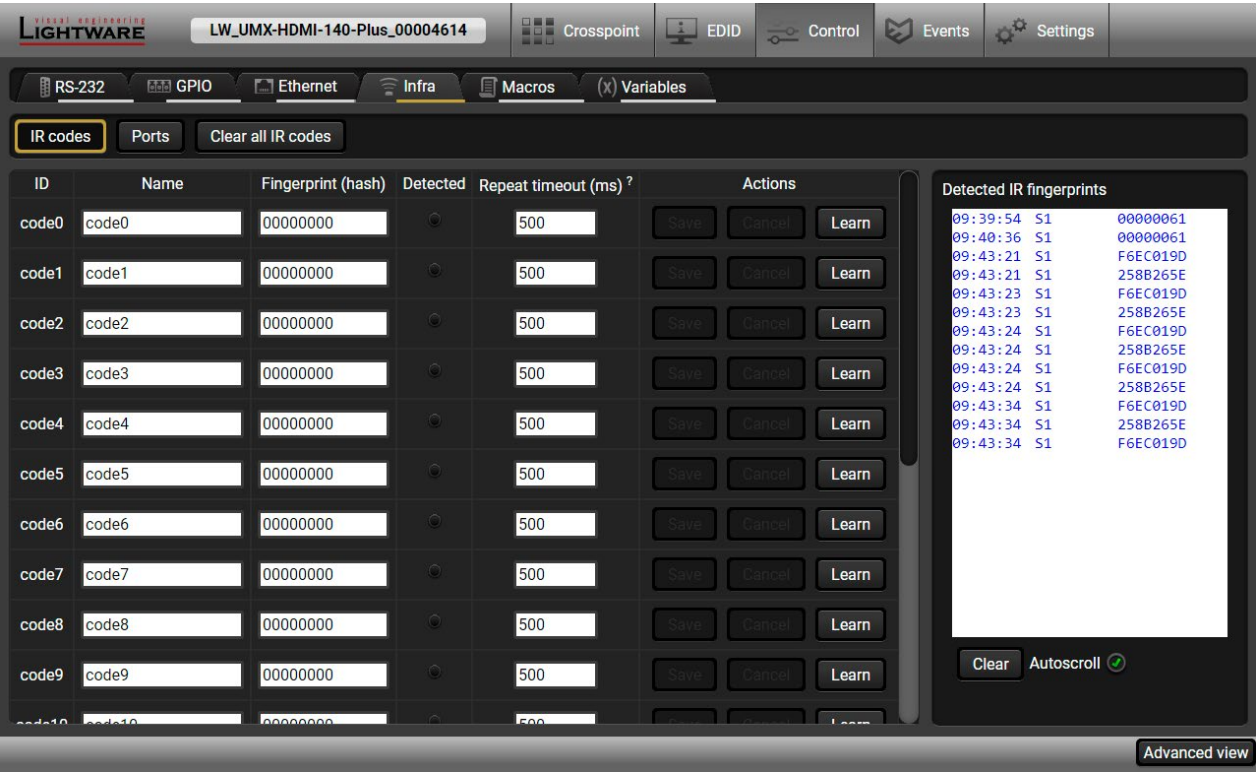 visual engineering
LIGHTWARE
LW_UMX-HDMI-140-Plus_00004614
Crosspoint
EDID
Control
Events
Settings
RS-232
GPIO
Ethernet
Infra
Macros
(x) Variables
IR codes
Ports
Clear all IR codes
ID Name Fingerprint (hash) Detected Repeat timeout (ms) ? Actions
code0 code0 00000000 500 Save Cancel Learn
code1 code1 00000000 500 Save Cancel Learn
code2 code2 00000000 500 Save Cancel Learn
code3 code3 00000000 500 Save Cancel Learn
code4 code4 00000000 500 Save Cancel Learn
code5 code5 00000000 500 Save Cancel Learn
code6 code6 00000000 500 Save Cancel Learn
code7 code7 00000000 500 Save Cancel Learn
code8 code8 00000000 500 Save Cancel Learn
code9 code9 00000000 500 Save Cancel Learn
code10 code10 00000000 500 Learn
Detected IR fingerprints
09:39:54 S1 00000061
09:40:36 S1 00000061
09:43:21 S1 F6EC019D
09:43:21 S1 258B265E
09:43:23 S1 F6EC019D
09:43:23 S1 258B265E
09:43:24 S1 F6EC019D
09:43:24 S1 258B265E
09:43:24 S1 F6EC019D
09:43:24 S1 258B265E
09:43:34 S1 F6EC019D
09:43:34 S1 258B265E
09:43:34 S1 F6EC019D
Clear
Autoscroll
Advanced view